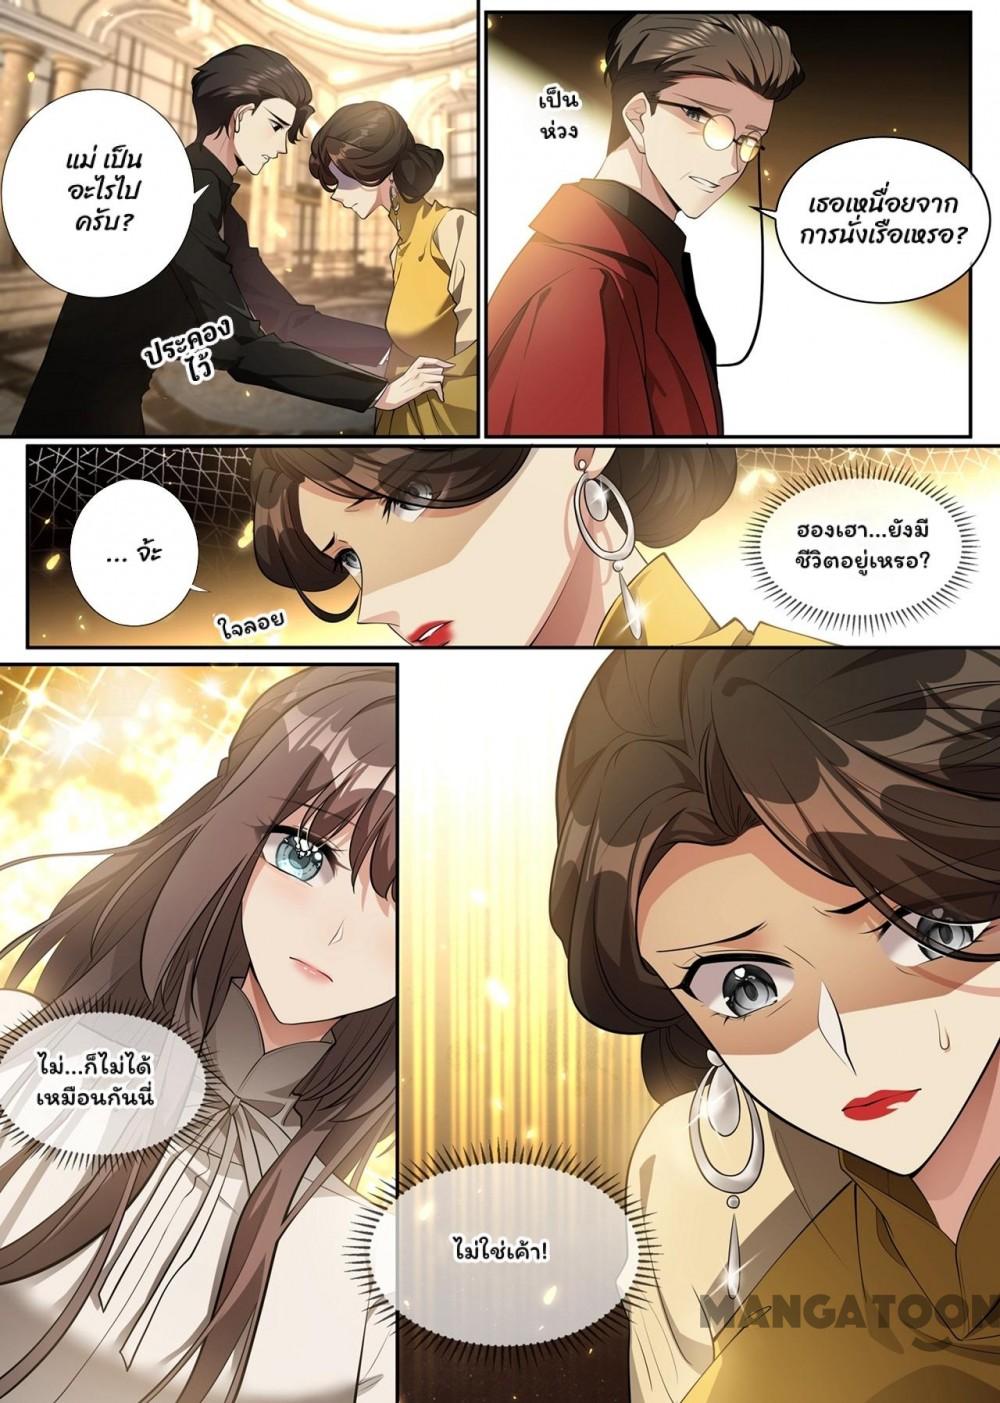 แม่ เป็น
อะไรไป
ครับ?
ประคอง
ไว้
เป็น
ห่วง
เธอเหนื่อยจาก
การนั่งเรือเหรอ?
... จ้ะ
ใจลอย
ฮองเฮา...ยังมี
ชีวิตอยู่เหรอ?
ไม่...ก็ไม่ได้
เหมือนกันนี่
ไม่ใช่เค้า!
MANGATOON